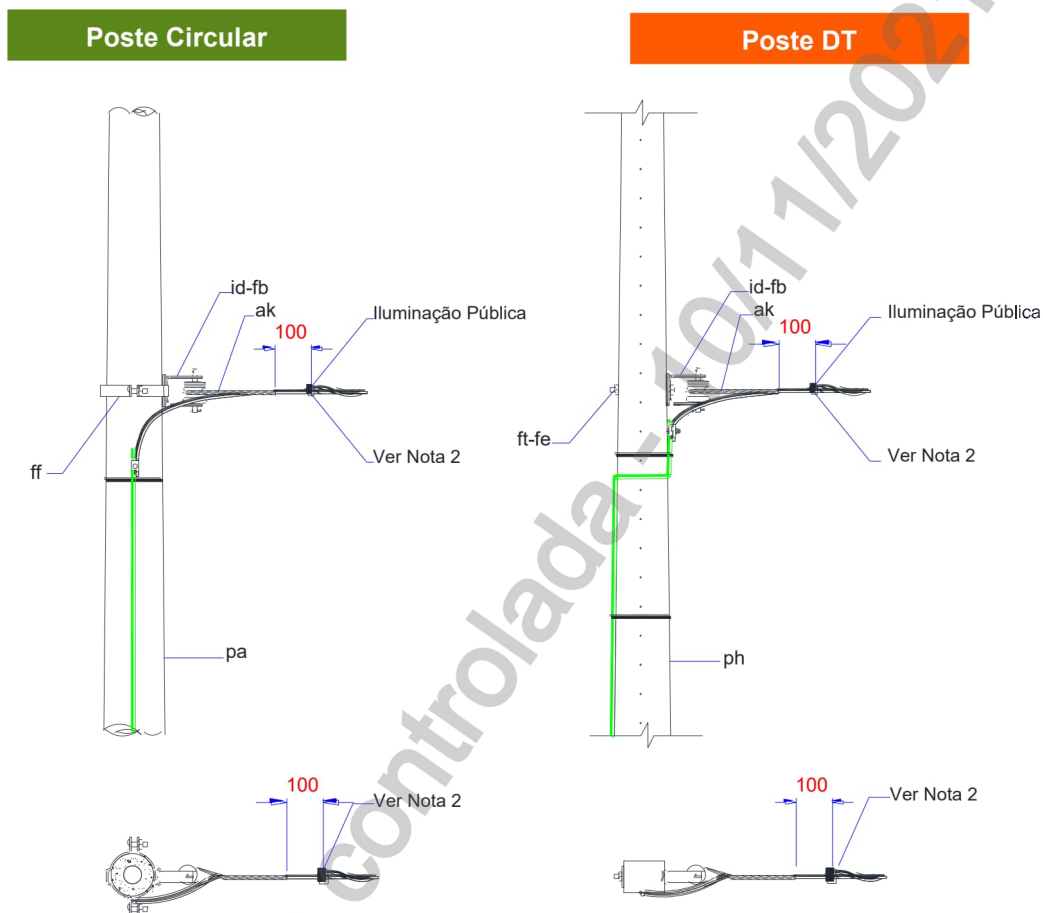 Poste Circular
Poste DT
id-fb
ak
100
Iluminação Pública
ff
Ver Nota 2
pa
100
Ver Nota 2
id-fb
ak
100
Iluminação Pública
ft-fe
Ver Nota 2
ph
100
Ver Nota 2
controlada - 10/11/2021